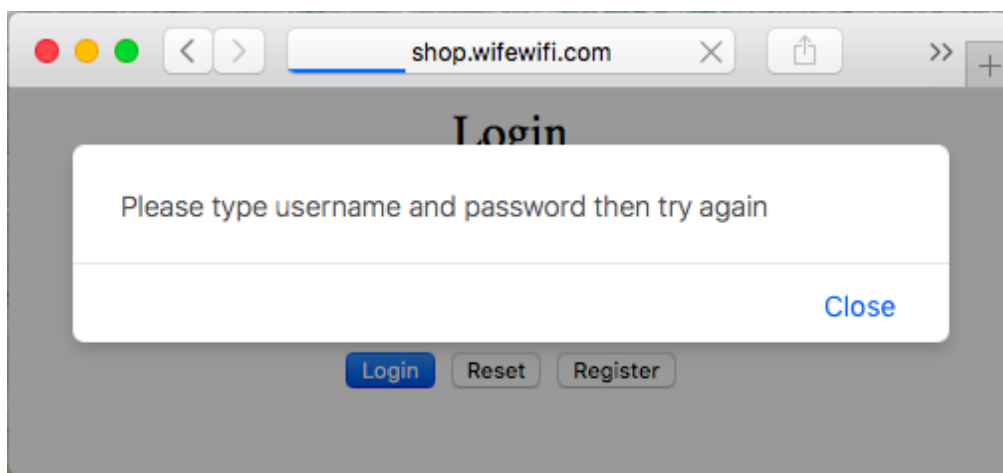 shop.wifewifi.com
Login
Please type username and password then try again
Close
Login Reset Register